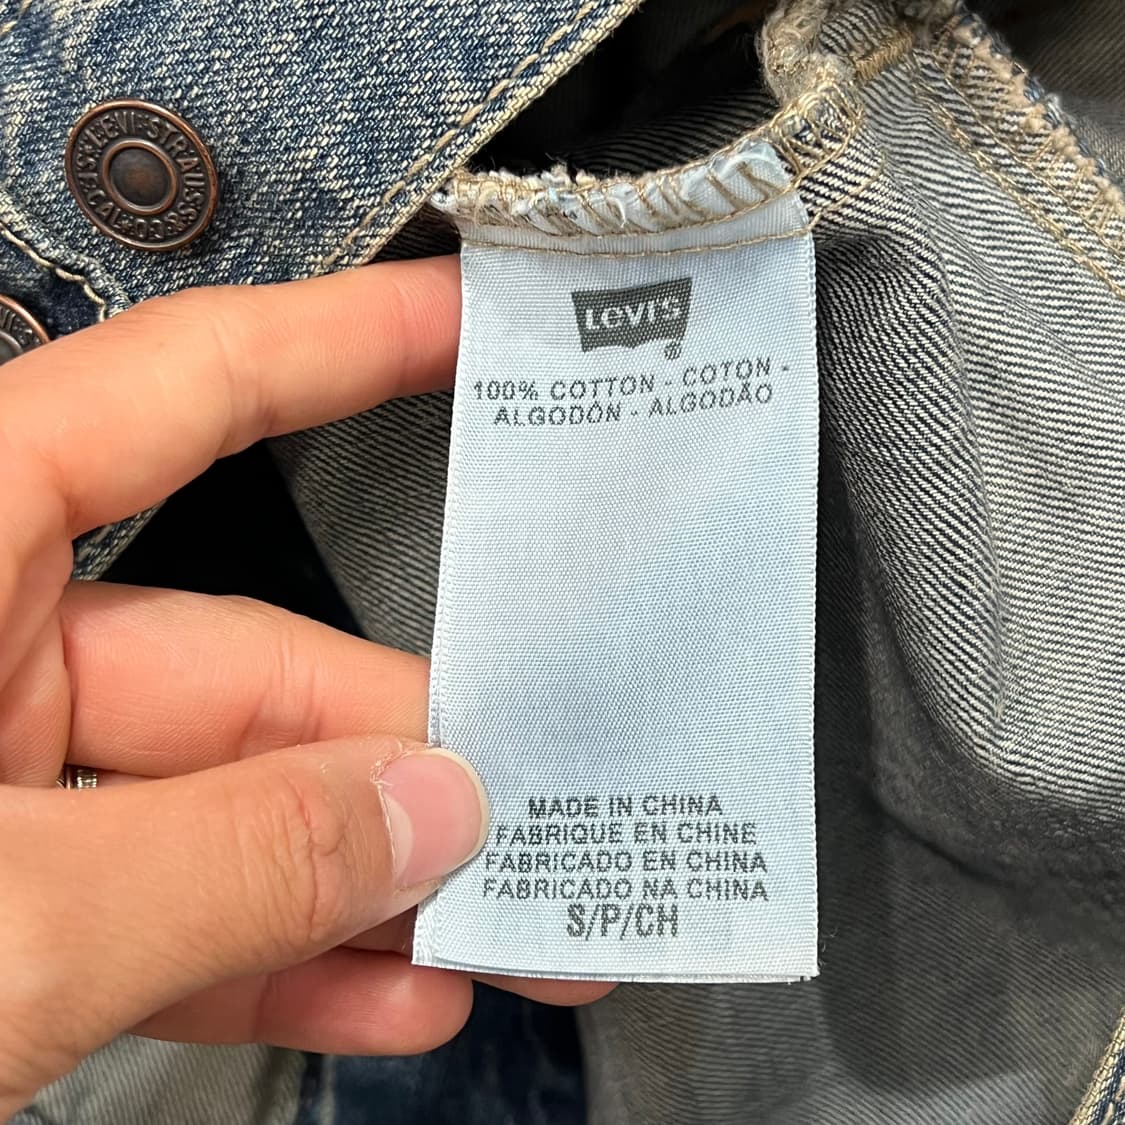 LEVI STRAUSS
S.F. CAL
LEVI'S
®
100% COTTON - COTON -
ALGODÓN - ALGODÃO
MADE IN CHINA
FABRIQUE EN CHINE
FABRICADO EN CHINA
FABRICADO NA CHINA
S/P/CH